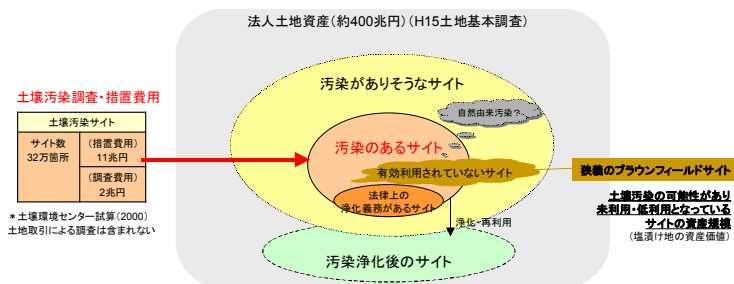 法人土地資産(約400兆円)(H15土地基本調査)
汚染がありそうなサイト
土壌汚染調査・措置費用
自然由来汚染?
土壌汚染サイト
サイト数
32万箇所
(措置費用)
11兆円
(調査費用)
2兆円
汚染のあるサイト
有効利用されていないサイト
狭義のブラウンフィールドサイト
法律上の
浄化義務があるサイト
土壌汚染の可能性があり
未利用・低利用となっている
サイトの資産規模
(塩漬け地の資産価値)
*土壌環境センター試算(2000)
土地取引による調査は含まれない
浄化・再利用
汚染浄化後のサイト